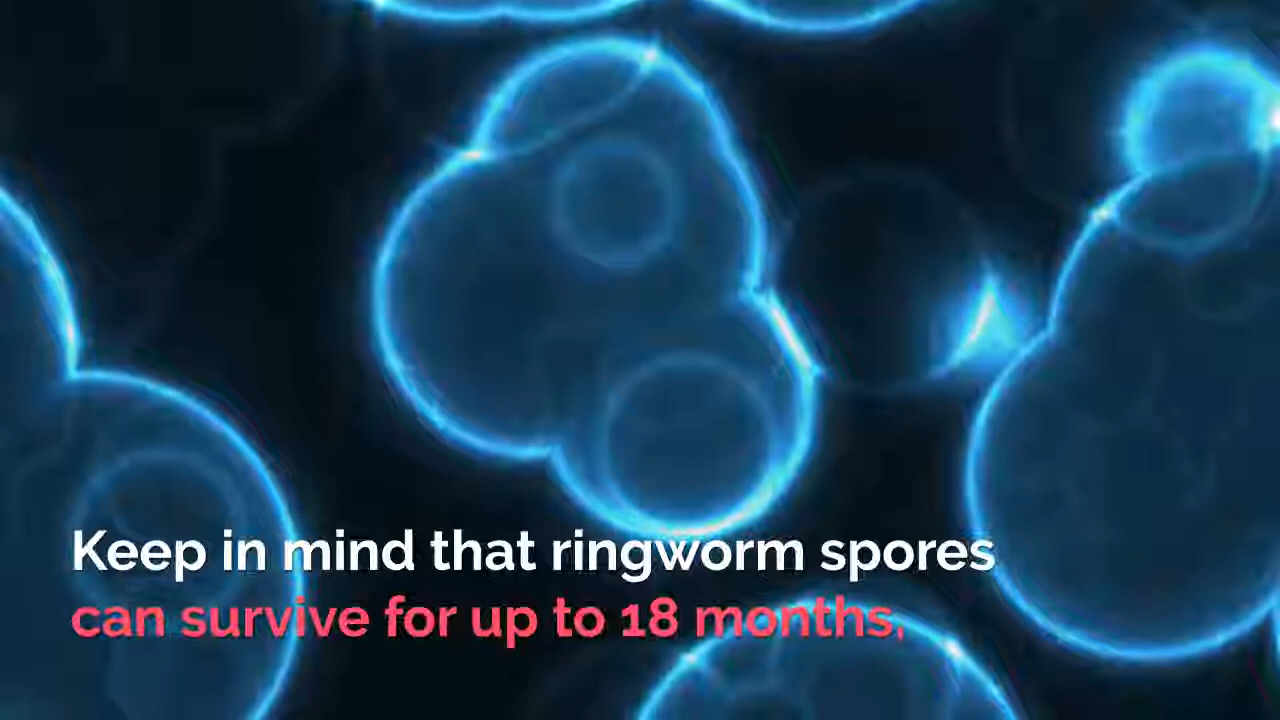 Keep in mind that ringworm spores
can survive for up to 18 months,